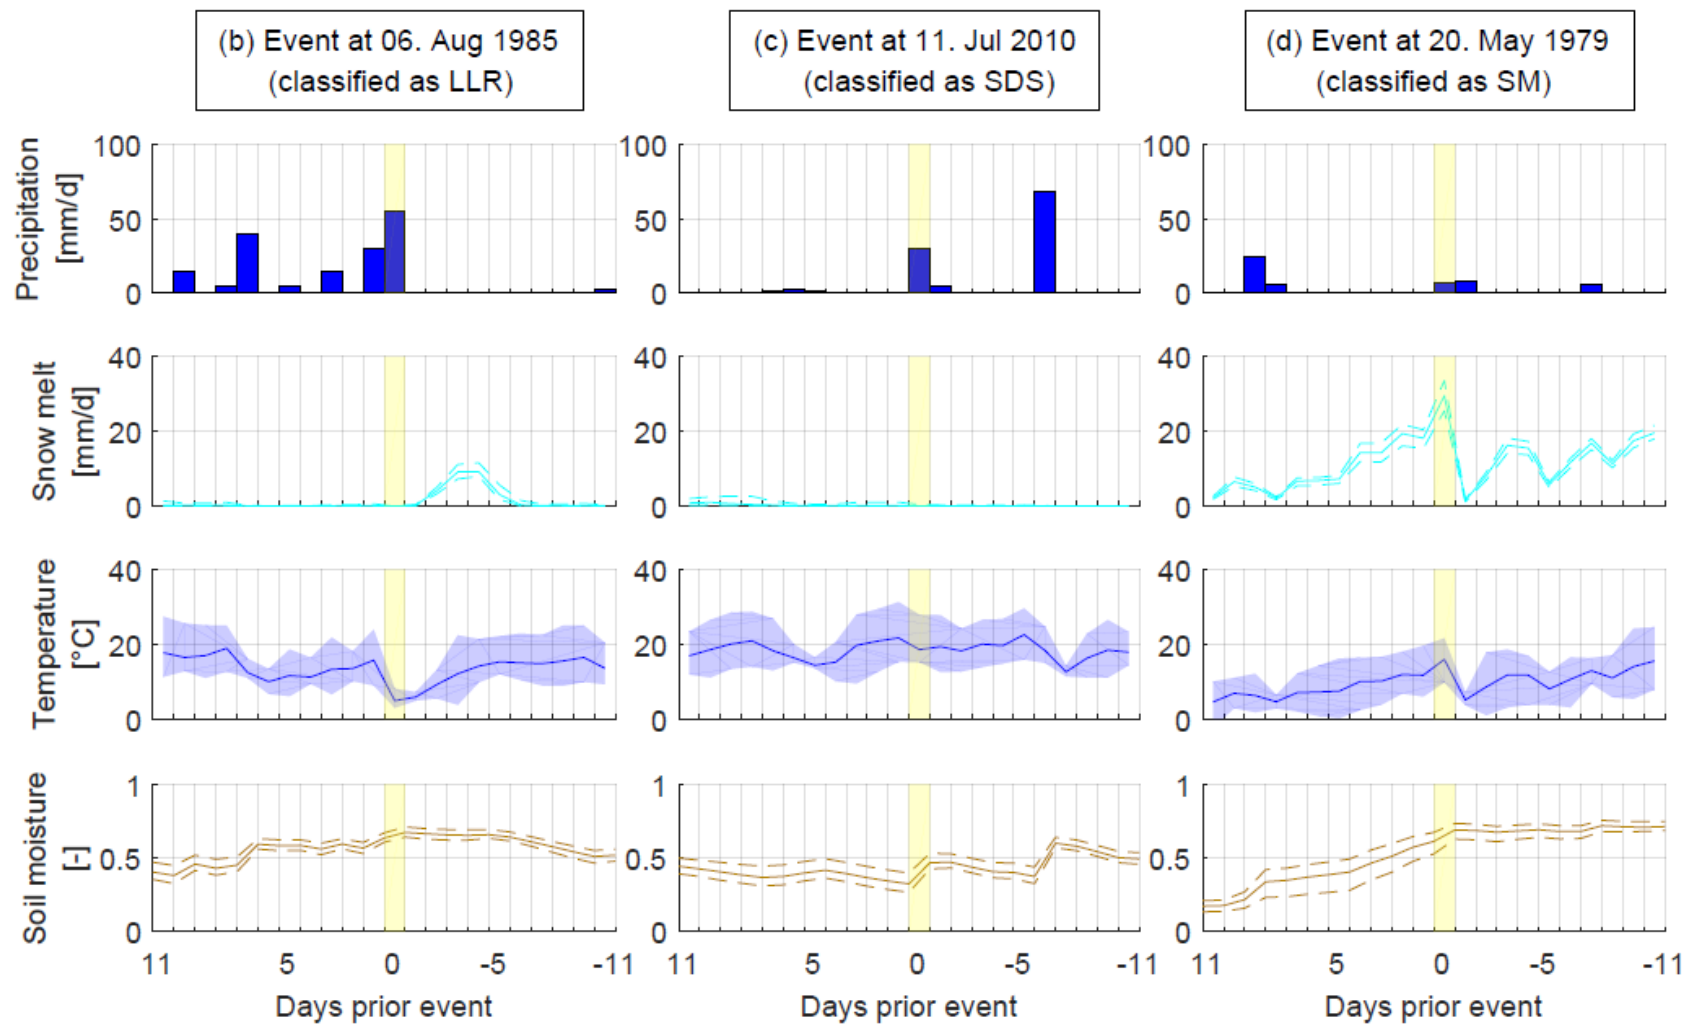 (b) Event at 06. Aug 1985
(classified as LLR)
(c) Event at 11. Jul 2010
(classified as SDS)
(d) Event at 20. May 1979
(classified as SM)
Precipitation
[mm/d]
100
50
0
100
50
0
100
50
0
Snow melt
[mm/d]
40
20
0
40
20
0
40
20
0
Temperature
[°C]
40
20
0
40
20
0
40
20
0
Soil moisture
[-]
1
0.5
0
1
0.5
0
1
0.5
0
11 5 0 -5 -11
11 5 0 -5 -11
11 5 0 -5 -11
Days prior event
Days prior event
Days prior event